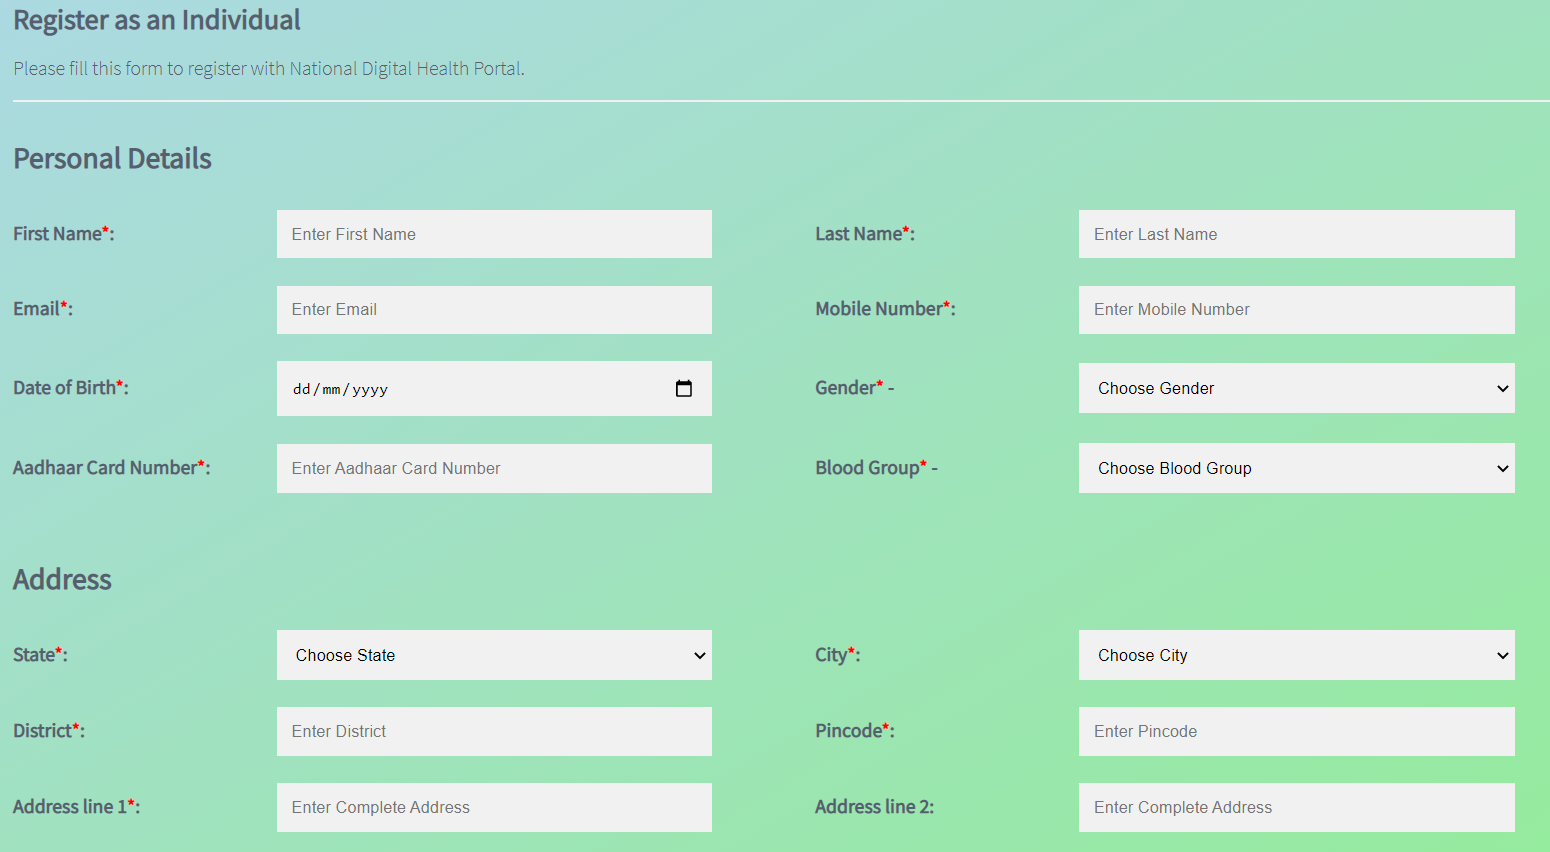 Register as an Individual
Please fill this form to register with National Digital Health Portal.
Personal Details
First Name*: Enter First Name Last Name*: Enter Last Name
Email*: Enter Email Mobile Number*: Enter Mobile Number
Date of Birth*: dd/mm/yyyy Gender* - Choose Gender
Aadhaar Card Number*: Enter Aadhaar Card Number Blood Group* - Choose Blood Group
Address
State*: Choose State City*: Choose City
District*: Enter District Pincode*: Enter Pincode
Address line 1*: Enter Complete Address Address line 2: Enter Complete Address